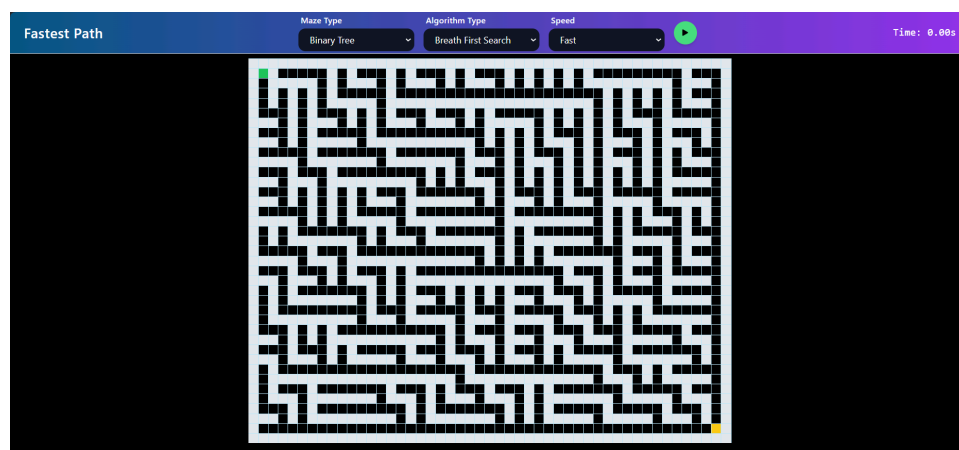 Maze Type
Algorithm Type
Speed
Fastest Path
Binary Tree
Breath First Search
Fast
Time: 0.00s